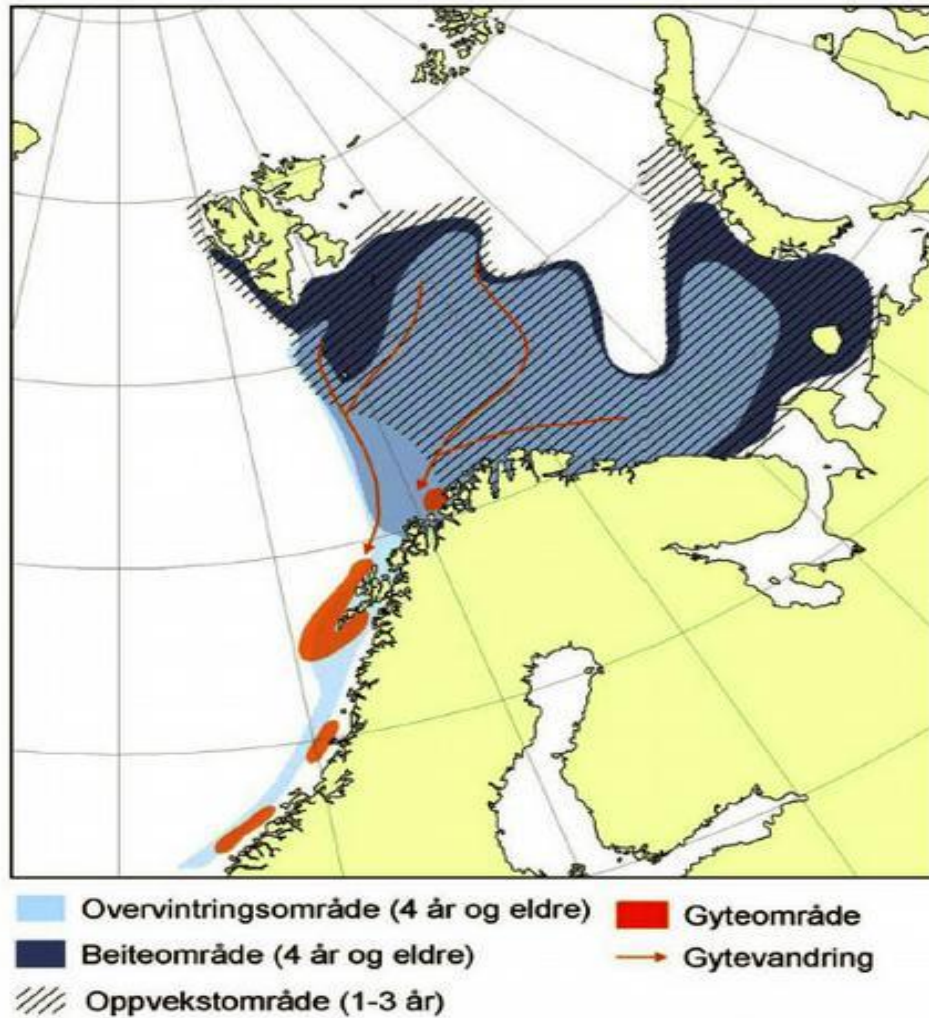 Overvintringsområde (4 år og eldre)
Beiteområde (4 år og eldre)
Oppvekstområde (1-3 år)
Gyteområde
Gytevandring